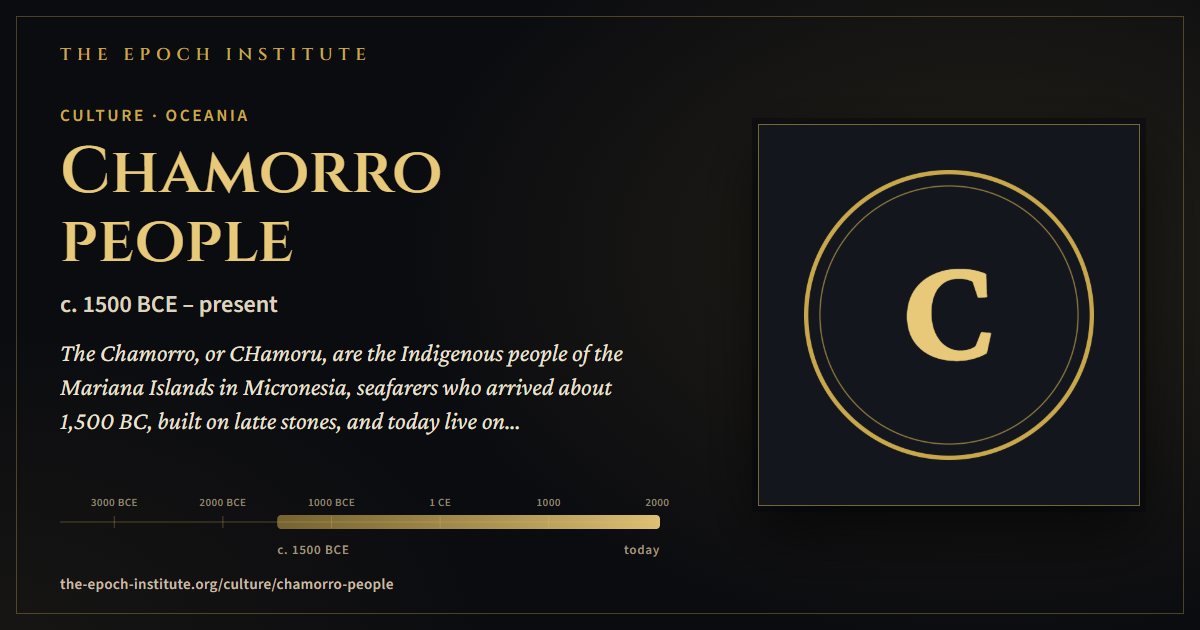 THE EPOCH INSTITUTE
CULTURE · OCEANIA
CHAMORRO
PEOPLE
c. 1500 BCE – present
The Chamorro, or CHamoru, are the Indigenous people of the
Mariana Islands in Micronesia, seafarers who arrived about
1,500 BC, built on latte stones, and today live on...
C
3000 BCE 2000 BCE 1000 BCE 1 CE 1000 2000
c. 1500 BCE today
the-epoch-institute.org/culture/chamorro-people